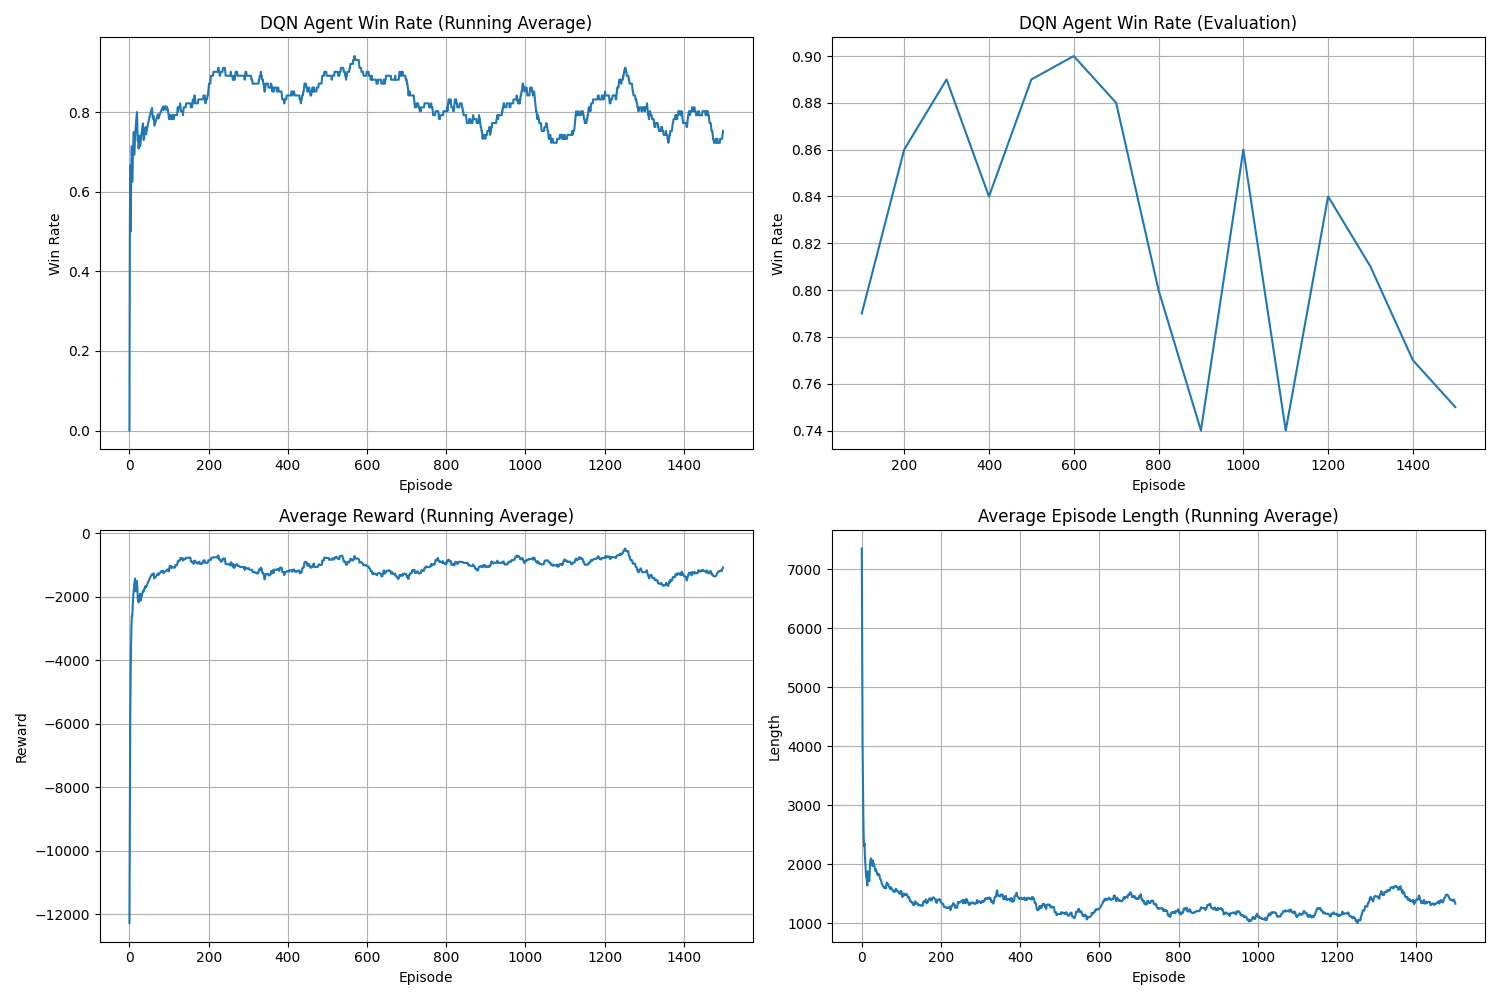 DQN Agent Win Rate (Running Average)
Win Rate
0.8
0.6
0.4
0.2
0.0
0 200 400 600 800 1000 1200 1400
Episode
DQN Agent Win Rate (Evaluation)
Win Rate
0.90
0.88
0.86
0.84
0.82
0.80
0.78
0.76
0.74
200 400 600 800 1000 1200 1400
Episode
Average Reward (Running Average)
Reward
0
−2000
−4000
−6000
−8000
−10000
−12000
0 200 400 600 800 1000 1200 1400
Episode
Average Episode Length (Running Average)
Length
7000
6000
5000
4000
3000
2000
1000
0 200 400 600 800 1000 1200 1400
Episode